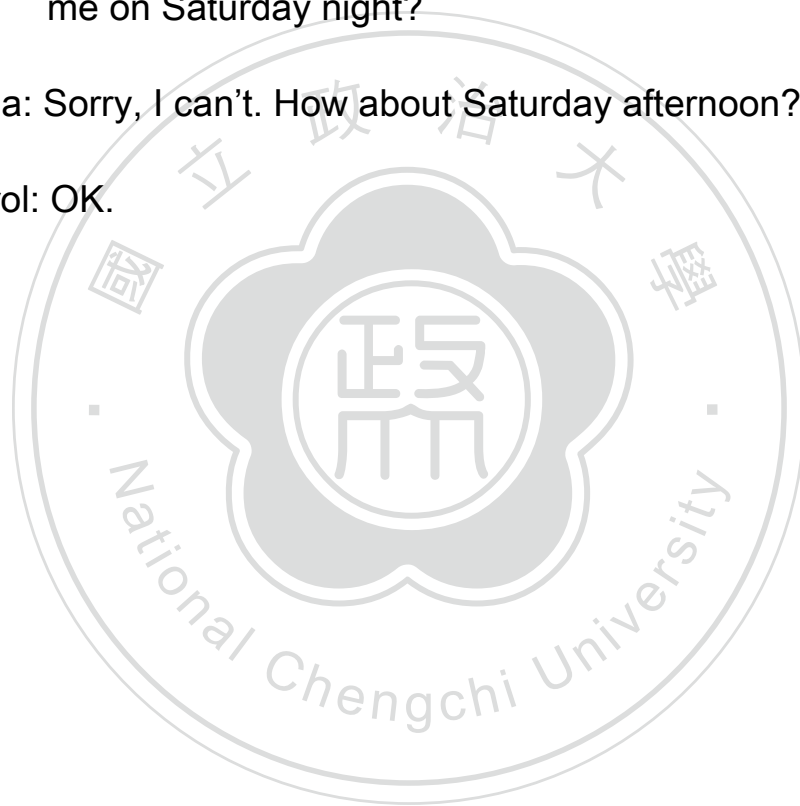 me on Saturday night?
a: Sorry, I can't. How about Saturday afternoon?
ol: OK.
國立政治大學
政大
National Chengchi University